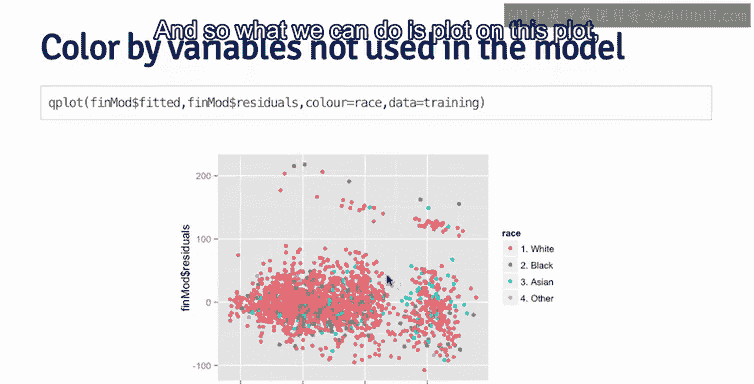 And so what we can do is plot on this plot,
Color by variables not used in the model
qplot(finMod$fitted,finMod$residuals,colour=race,data=training)
200
100
0
-100
finMod$residuals
race
1. White
2. Black
3. Asian
4. Other